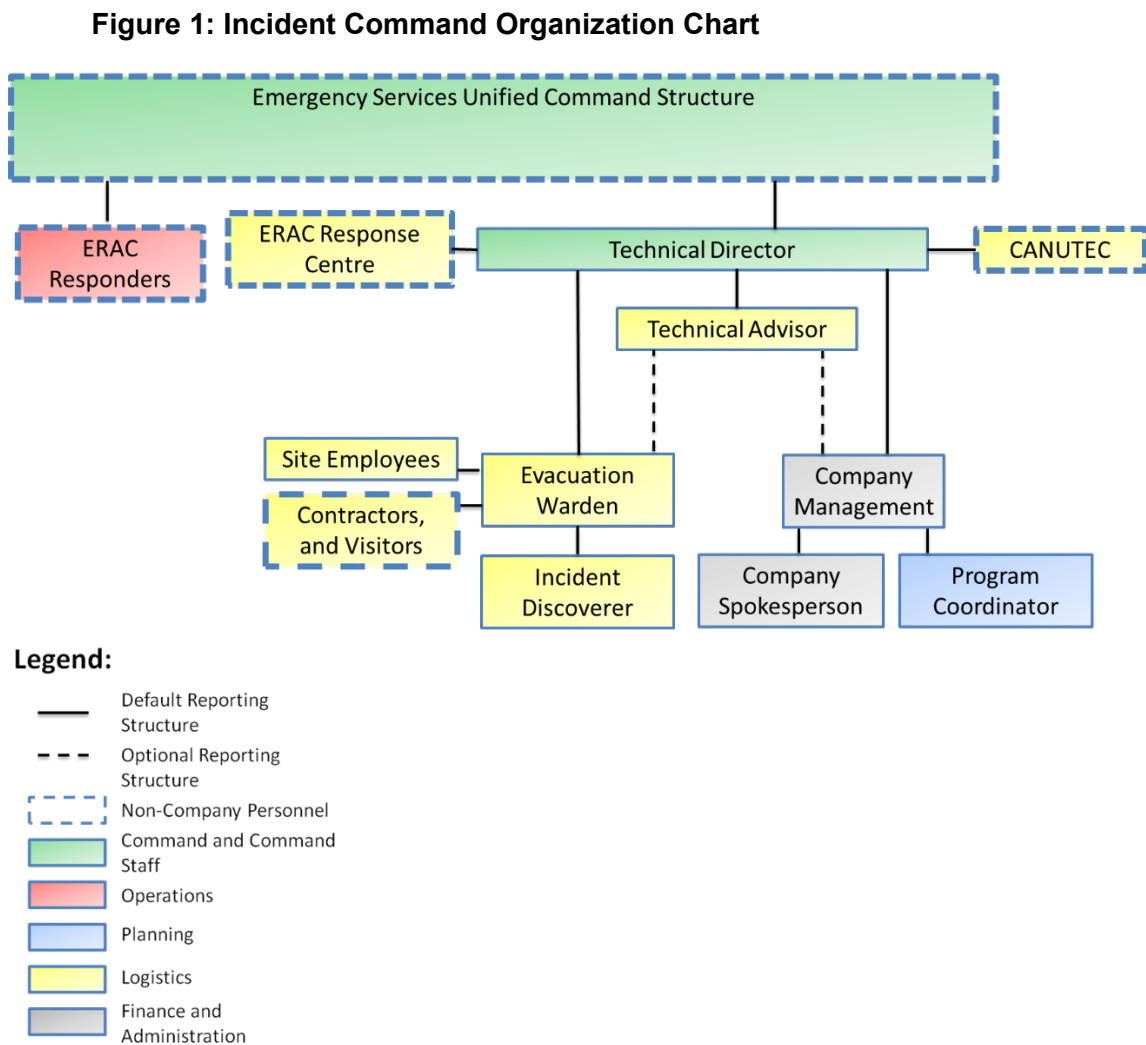 Figure 1: Incident Command Organization Chart
Emergency Services Unified Command Structure
ERAC
Responders
ERAC Response
Centre
Technical Director
CANUTEC
Technical Advisor
Site Employees
Contractors,
and Visitors
Evacuation
Warden
Company
Management
Incident
Discoverer
Company
Spokesperson
Program
Coordinator
Legend:
Default Reporting
Structure
Optional Reporting
Structure
Non-Company Personnel
Command and Command
Staff
Operations
Planning
Logistics
Finance and
Administration